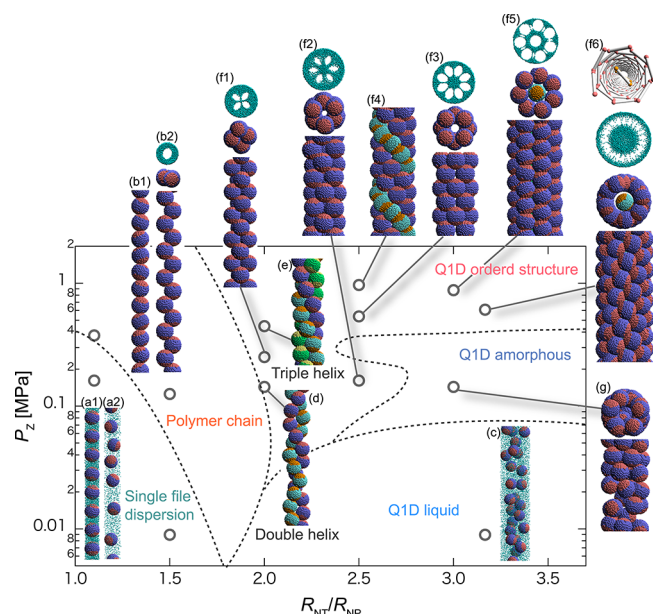 (f5)
(f2)
(f6)
(f1)
(f3)
(f4)
(b2)
(b1)
2
(e)
Q1D orderd structure
1
8
6
4
Q1D amorphous
2
Triple helix
(d)
(g)
P_Z [MPa]
0.1
8
6
Polymer chain
(a1)(a2)
(c)
4
2
Single file
dispersion
Q1D liquid
Double helix
0.01
8
6
1.0 1.5 2.0 2.5 3.0 3.5
R_NT/R_NP